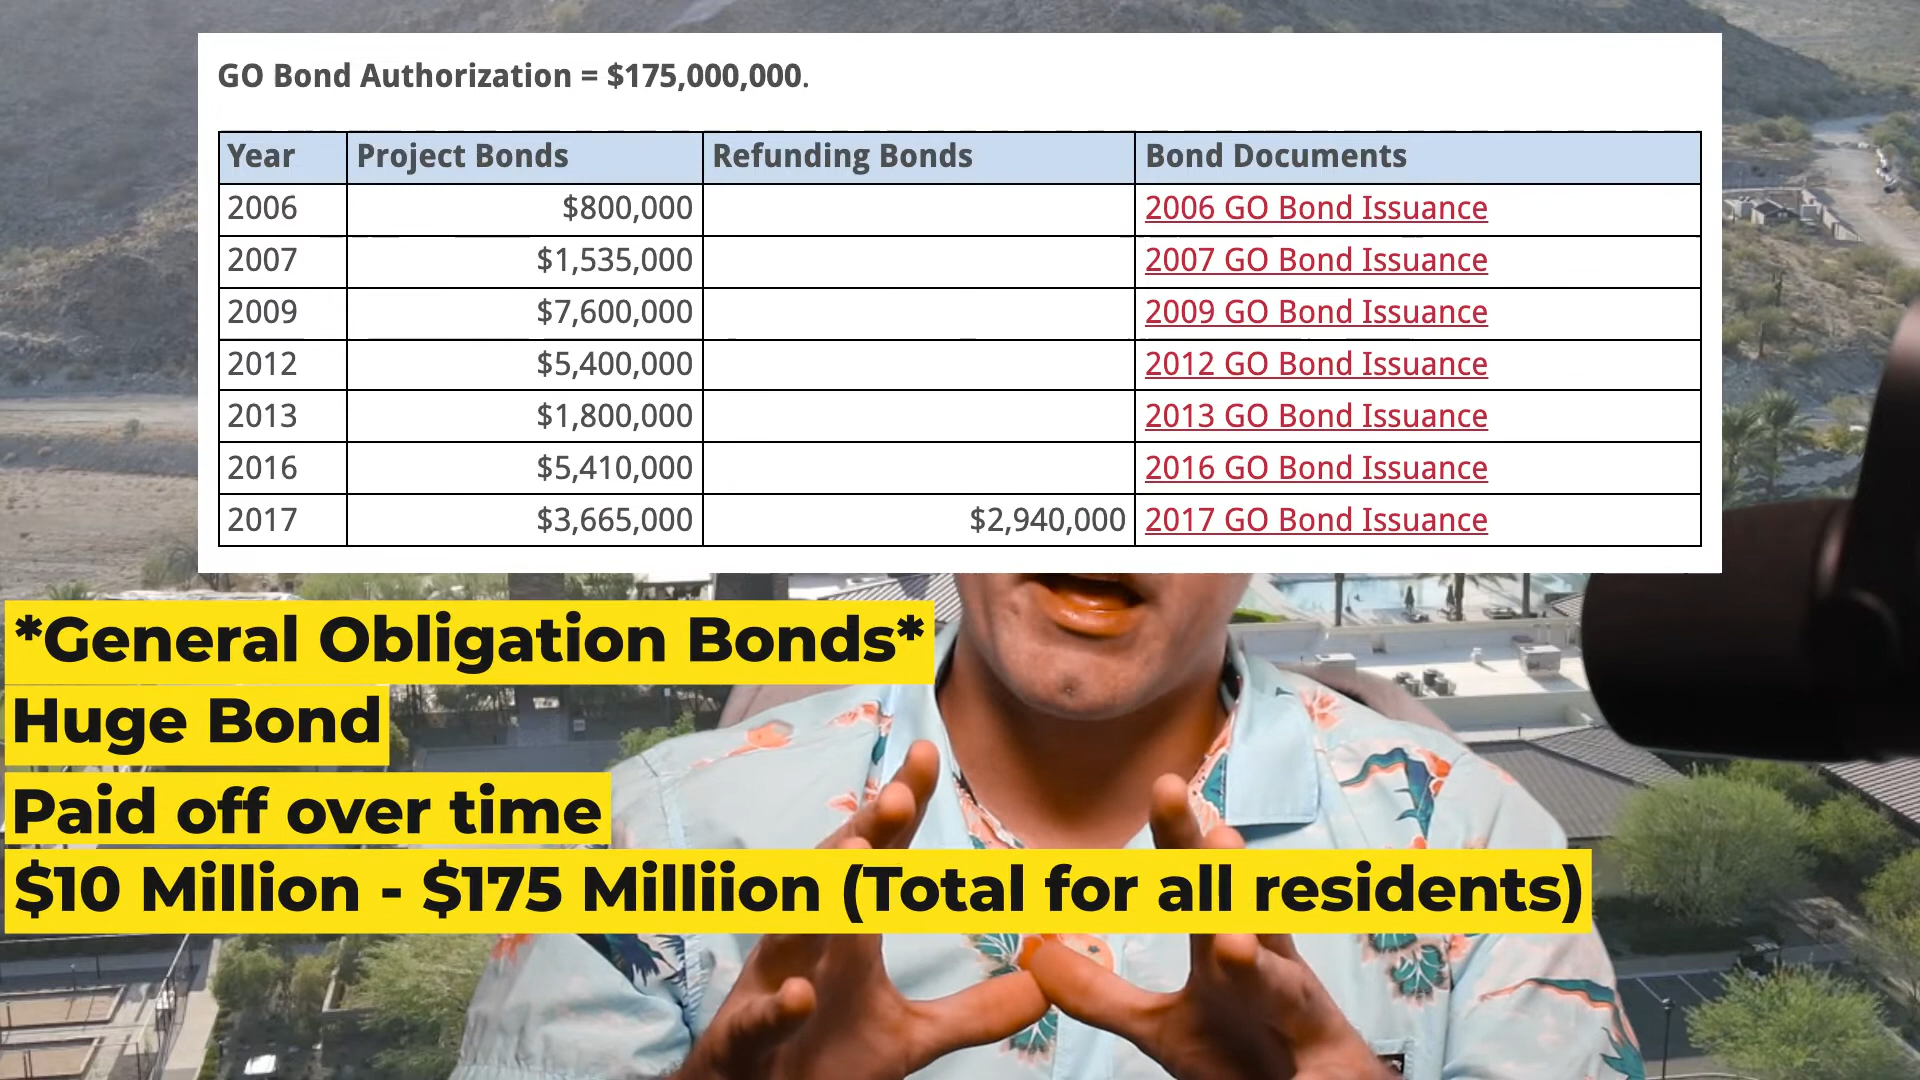 GO Bond Authorization = $175,000,000.
Year Project Bonds Refunding Bonds Bond Documents
2006 $800,000 2006 GO Bond Issuance
2007 $1,535,000 2007 GO Bond Issuance
2009 $7,600,000 2009 GO Bond Issuance
2012 $5,400,000 2012 GO Bond Issuance
2013 $1,800,000 2013 GO Bond Issuance
2016 $5,410,000 2016 GO Bond Issuance
2017 $3,665,000 $2,940,000 2017 GO Bond Issuance
*General Obligation Bonds*
Huge Bond
Paid off over time
$10 Million - $175 Milliion (Total for all residents)